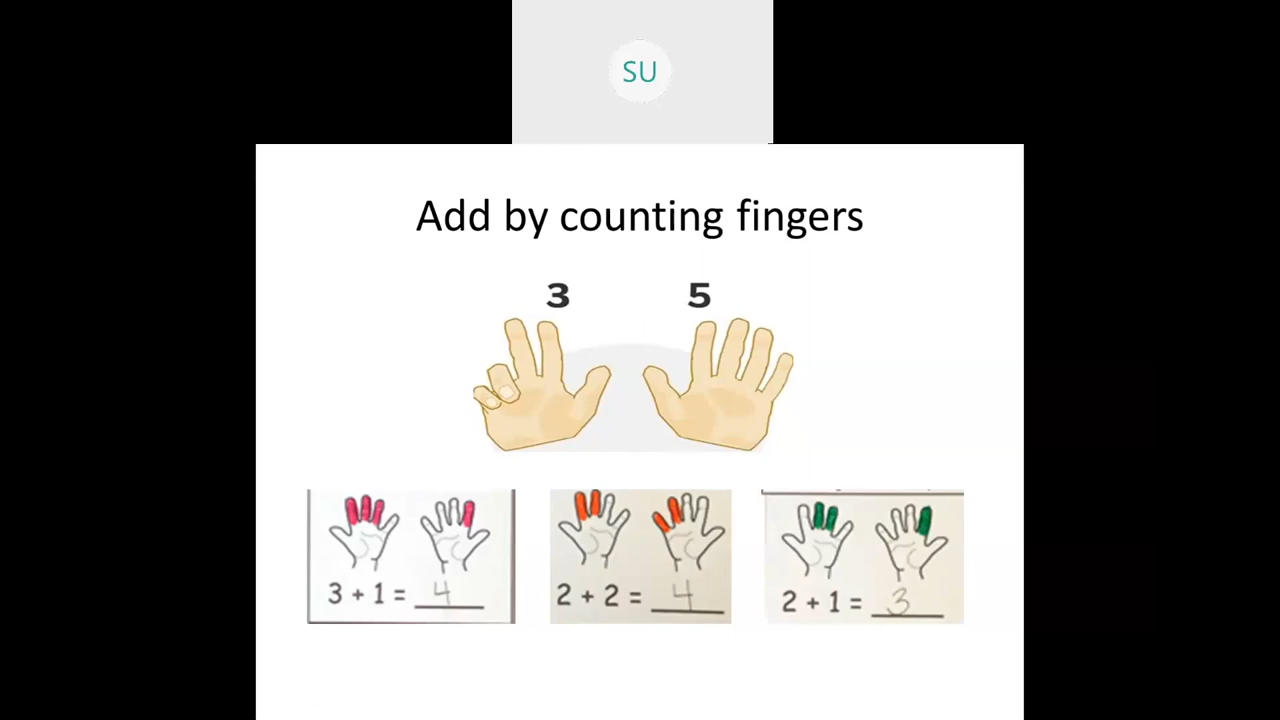 SU
Add by counting fingers
3 5
3 + 1 = 4
2 + 2 = 4
2 + 1 = 3